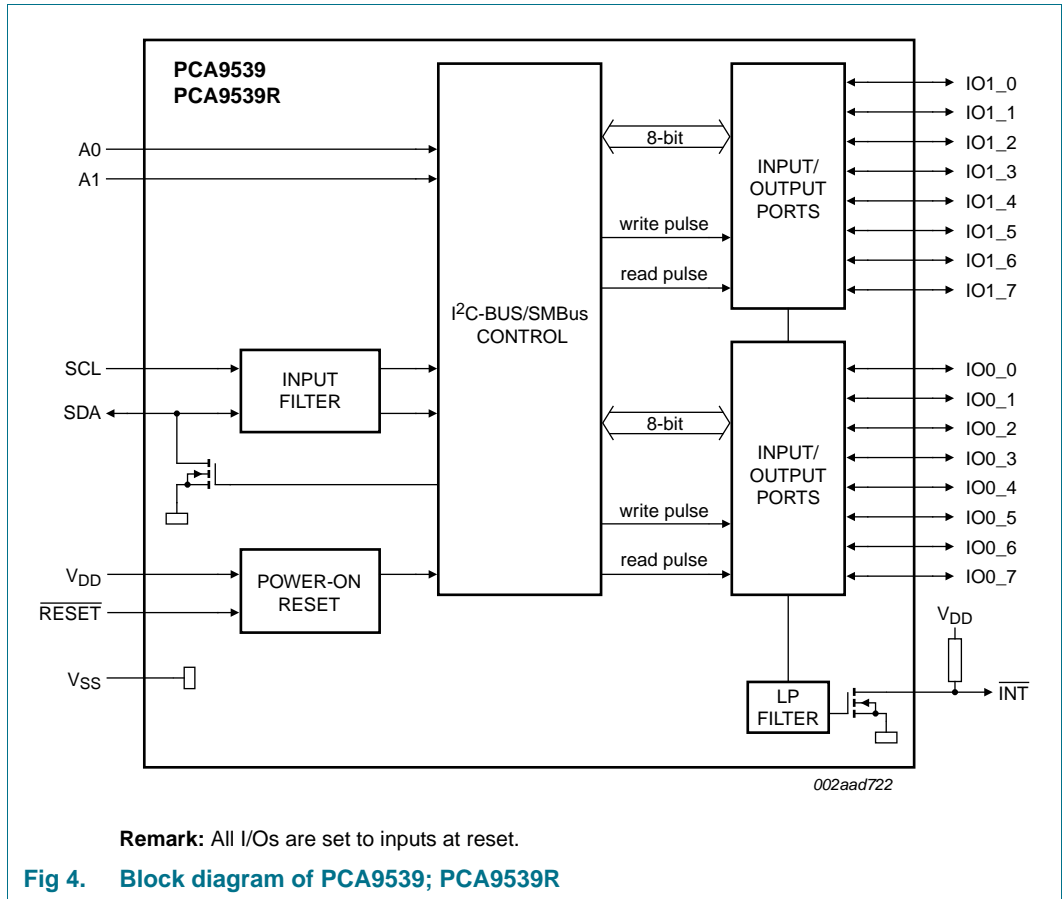 PCA9539
PCA9539R
A0
A1
SCL
SDA
VDD
RESET
VSS
INPUT
FILTER
POWER-ON
RESET
I2C-BUS/SMBus
CONTROL
8-bit
write pulse
read pulse
8-bit
write pulse
read pulse
INPUT/
OUTPUT
PORTS
INPUT/
OUTPUT
PORTS
LP
FILTER
IO1_0
IO1_1
IO1_2
IO1_3
IO1_4
IO1_5
IO1_6
IO1_7
IO0_0
IO0_1
IO0_2
IO0_3
IO0_4
IO0_5
IO0_6
IO0_7
VDD
INT
002aad722
Remark: All I/Os are set to inputs at reset.
Fig 4. Block diagram of PCA9539; PCA9539R